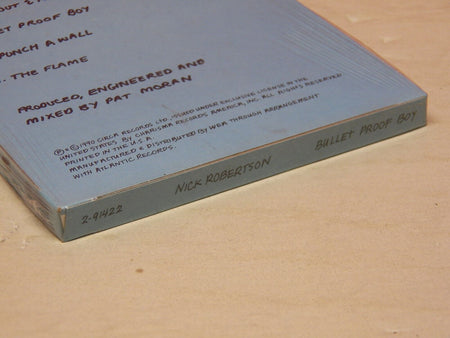 OUT & 
ET PROOF BOY
PUNCH A WALL
.. THE FLAME
PRODUCED, ENGINEERED AND
MIXED BY PAT MORAN
℗ & © 1990 CIRCA RECORDS LTD., ISSUED UNDER EXCLUSIVE LICENSE IN THE
UNITED STATES BY CHARISMA RECORDS AMERICA, INC. ALL RIGHTS RESERVED
PRINTED IN THE U.S.A.
MANUFACTURED & DISTRIBUTED BY WEA THROUGH ARRANGEMENT
WITH ATLANTIC RECORDS.
2-91422 NICK ROBERTSON BULLET PROOF BOY